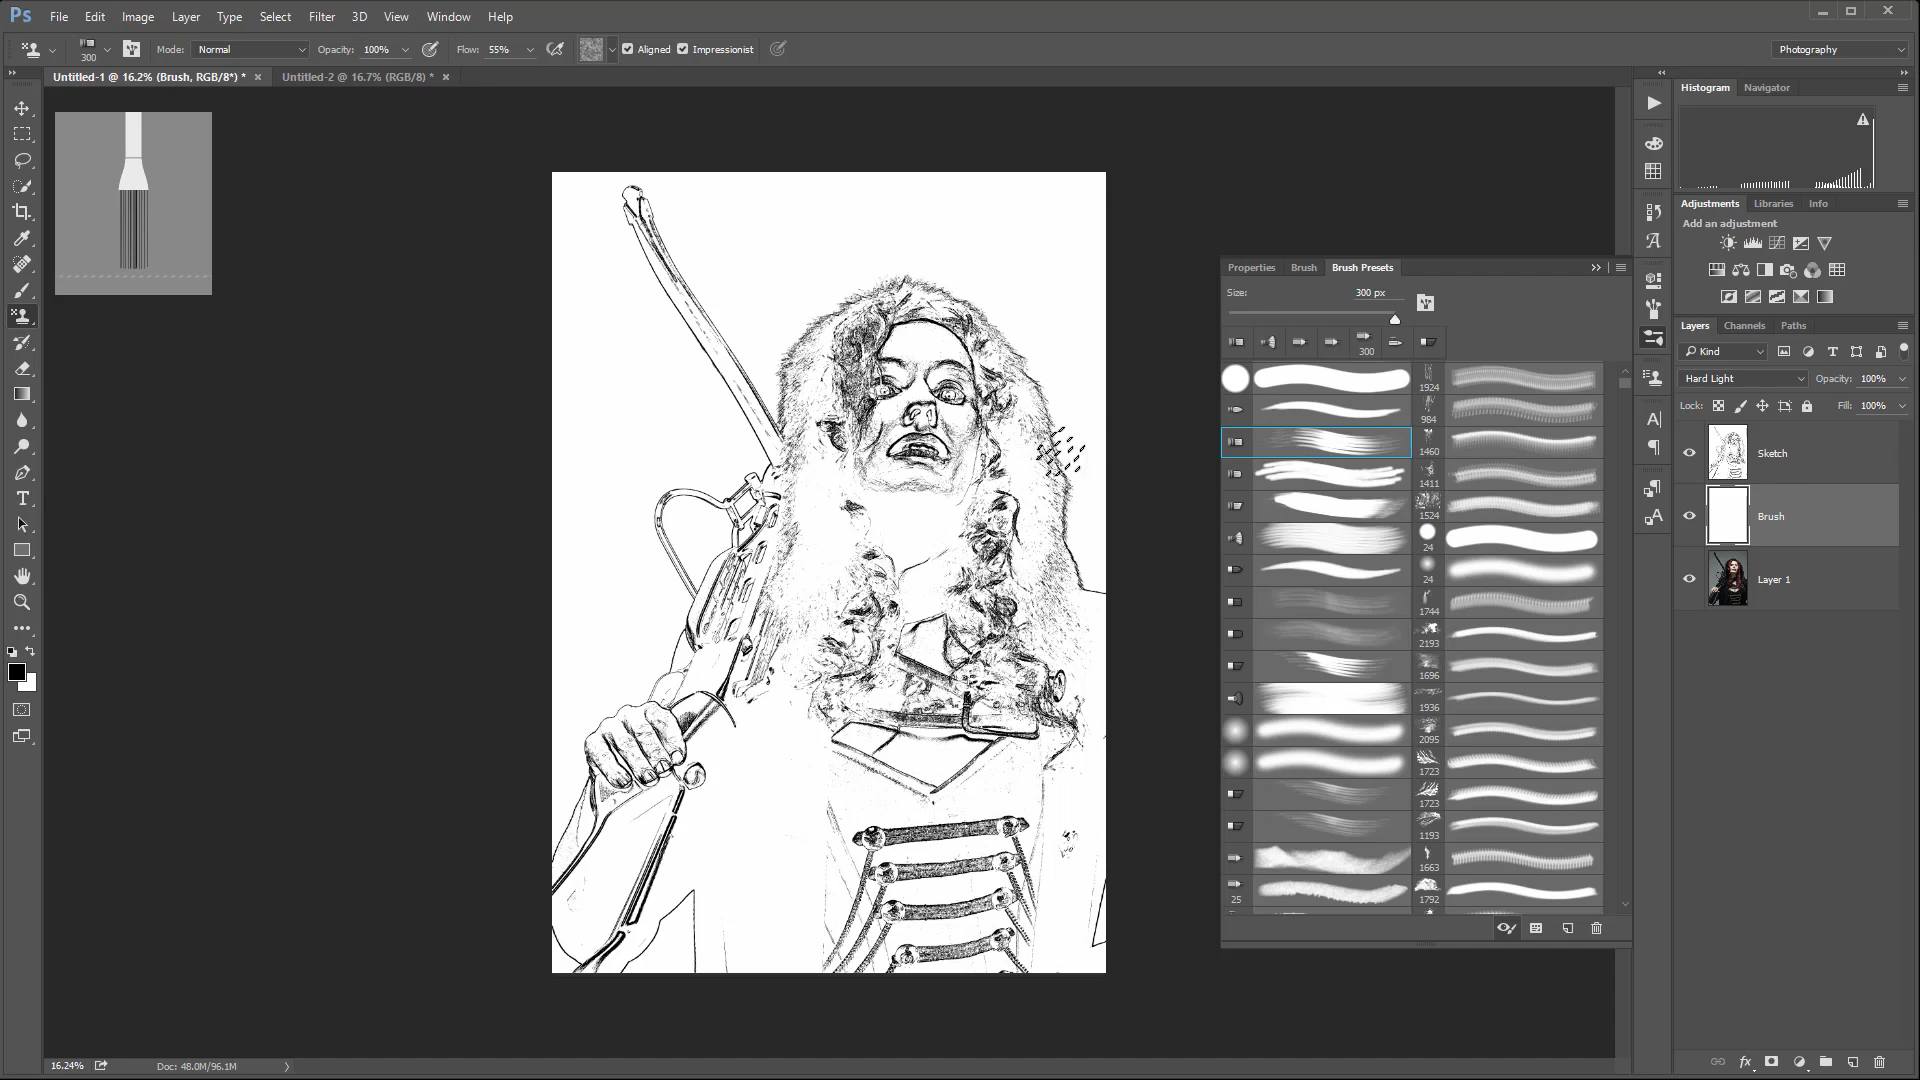 Ps File Edit Image Layer Type Select Filter 3D View Window Help
300 Mode: Normal Opacity: 100% Flow: 55% Aligned Impressionist Photography
Untitled-1 @ 16.2% (Brush, RGB/8*) * × Untitled-2 @ 16.7% (RGB/8) * ×
Histogram Navigator
Adjustments Libraries Info
Add an adjustment
Properties Brush Brush Presets
Size: 300 px
300
1924
984
1460
1411
1524
24
24
1744
2193
1696
1936
2095
1723
1723
1193
1663
25 1792
Layers Channels Paths
Kind
Hard Light Opacity: 100%
Lock: Fill: 100%
Sketch
Brush
Layer 1
fx
16.24% Doc: 48.0M/96.1M